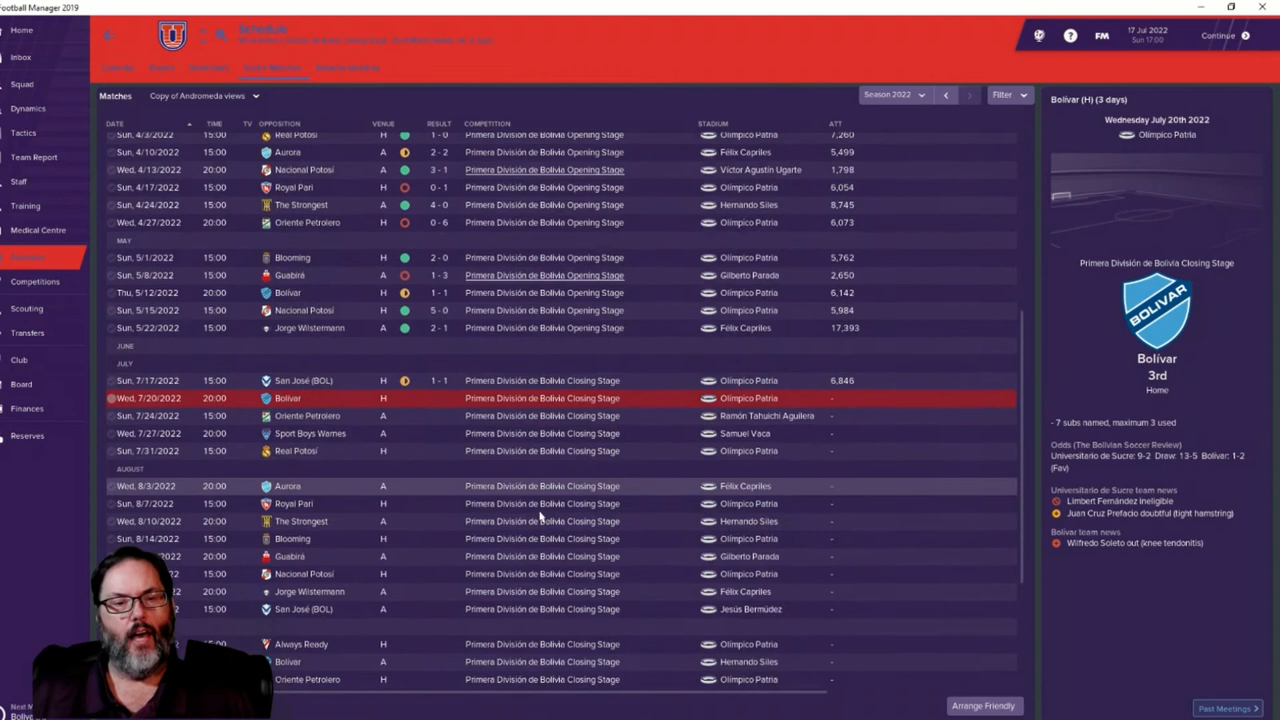 Football Manager 2019
Home
Inbox
Squad
Dynamics
Tactics
Team Report
Staff
Training
Medical Centre
Competitions
Scouting
Transfers
Club
Board
Finances
Reserves
Schedule
17 Jul 2022
Sun 17:00
FM
Continue
Matches Copy of Andromeda views
Season 2022
Filter
DATE TIME TV OPPOSITION VENUE RESULT COMPETITION STADIUM ATT
Sun, 4/3/2022 15:00 Real Potosí H 1 - 0 Primera División de Bolivia Opening Stage Olímpico Patria 7,260
Sun, 4/10/2022 15:00 Aurora A 2 - 2 Primera División de Bolivia Opening Stage Félix Capriles 5,499
Wed, 4/13/2022 20:00 Nacional Potosí A 3 - 1 Primera División de Bolivia Opening Stage Víctor Agustín Ugarte 1,798
Sun, 4/17/2022 15:00 Royal Pari H 0 - 1 Primera División de Bolivia Opening Stage Olímpico Patria 6,054
Sun, 4/24/2022 15:00 The Strongest A 4 - 0 Primera División de Bolivia Opening Stage Hernando Siles 8,745
Wed, 4/27/2022 20:00 Oriente Petrolero H 0 - 6 Primera División de Bolivia Opening Stage Olímpico Patria 6,073
MAY
Sun, 5/1/2022 15:00 Blooming H 2 - 0 Primera División de Bolivia Opening Stage Olímpico Patria 5,762
Sun, 5/8/2022 15:00 Guabirá A 1 - 3 Primera División de Bolivia Opening Stage Gilberto Parada 2,650
Thu, 5/12/2022 20:00 Bolívar H 1 - 1 Primera División de Bolivia Opening Stage Olímpico Patria 6,142
Sun, 5/15/2022 15:00 Nacional Potosí H 5 - 0 Primera División de Bolivia Opening Stage Olímpico Patria 5,984
Sun, 5/22/2022 15:00 Jorge Wilstermann A 2 - 1 Primera División de Bolivia Opening Stage Félix Capriles 17,393
JUNE
JULY
Sun, 7/17/2022 15:00 San José (BOL) H 1 - 1 Primera División de Bolivia Closing Stage Olímpico Patria 6,846
Wed, 7/20/2022 20:00 Bolívar H Primera División de Bolivia Closing Stage Olímpico Patria -
Sun, 7/24/2022 15:00 Oriente Petrolero A Primera División de Bolivia Closing Stage Ramón Tahuichi Aguilera -
Wed, 7/27/2022 20:00 Sport Boys Warnes A Primera División de Bolivia Closing Stage Samuel Vaca -
Sun, 7/31/2022 15:00 Real Potosí H Primera División de Bolivia Closing Stage Olímpico Patria -
AUGUST
Wed, 8/3/2022 20:00 Aurora A Primera División de Bolivia Closing Stage Félix Capriles -
Sun, 8/7/2022 15:00 Royal Pari H Primera División de Bolivia Closing Stage Olímpico Patria -
Wed, 8/10/2022 20:00 The Strongest A Primera División de Bolivia Closing Stage Hernando Siles -
Sun, 8/14/2022 15:00 Blooming H Primera División de Bolivia Closing Stage Olímpico Patria -
/2022 20:00 Guabirá A Primera División de Bolivia Closing Stage Gilberto Parada -
2022 15:00 Nacional Potosí H Primera División de Bolivia Closing Stage Olímpico Patria -
2022 20:00 Jorge Wilstermann A Primera División de Bolivia Closing Stage Félix Capriles -
2022 15:00 San José (BOL) A Primera División de Bolivia Closing Stage Jesús Bermúdez -
15:00 Always Ready H Primera División de Bolivia Closing Stage Olímpico Patria -
Bolívar A Primera División de Bolivia Closing Stage Hernando Siles -
Oriente Petrolero H Primera División de Bolivia Closing Stage Olímpico Patria -
Arrange Friendly
Bolívar (H) (3 days)
Wednesday July 20th 2022
Olímpico Patria
Primera División de Bolivia Closing Stage
BOLIVAR
Bolívar
3rd
Home
- 7 subs named, maximum 3 used
Odds (The Bolivian Soccer Review)
Universitario de Sucre: 9-2 Draw: 13-5 Bolívar: 1-2
(Fav)
Universitario de Sucre team news
Limbert Fernández ineligible
Juan Cruz Prefacio doubtful (tight hamstring)
Bolívar team news
Wilfredo Soleto out (knee tendonitis)
Past Meetings